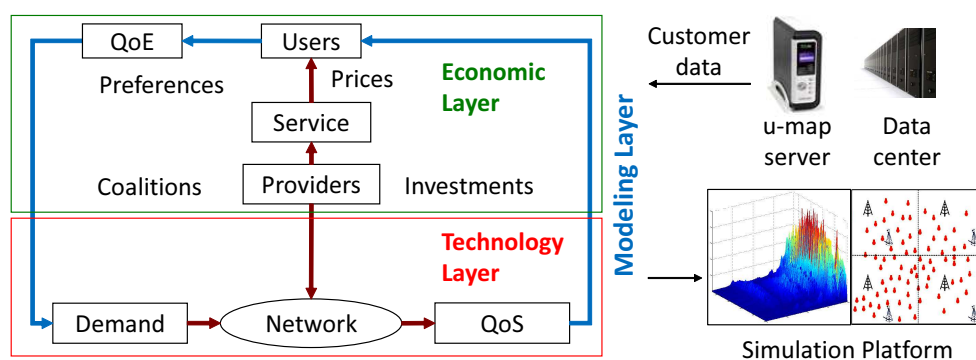 QoE
Users
Customer
data
Preferences
Prices
Economic
Layer
Service
u-map
server
Data
center
Modeling Layer
Coalitions
Providers
Investments
Technology
Layer
Demand
Network
QoS
Simulation Platform